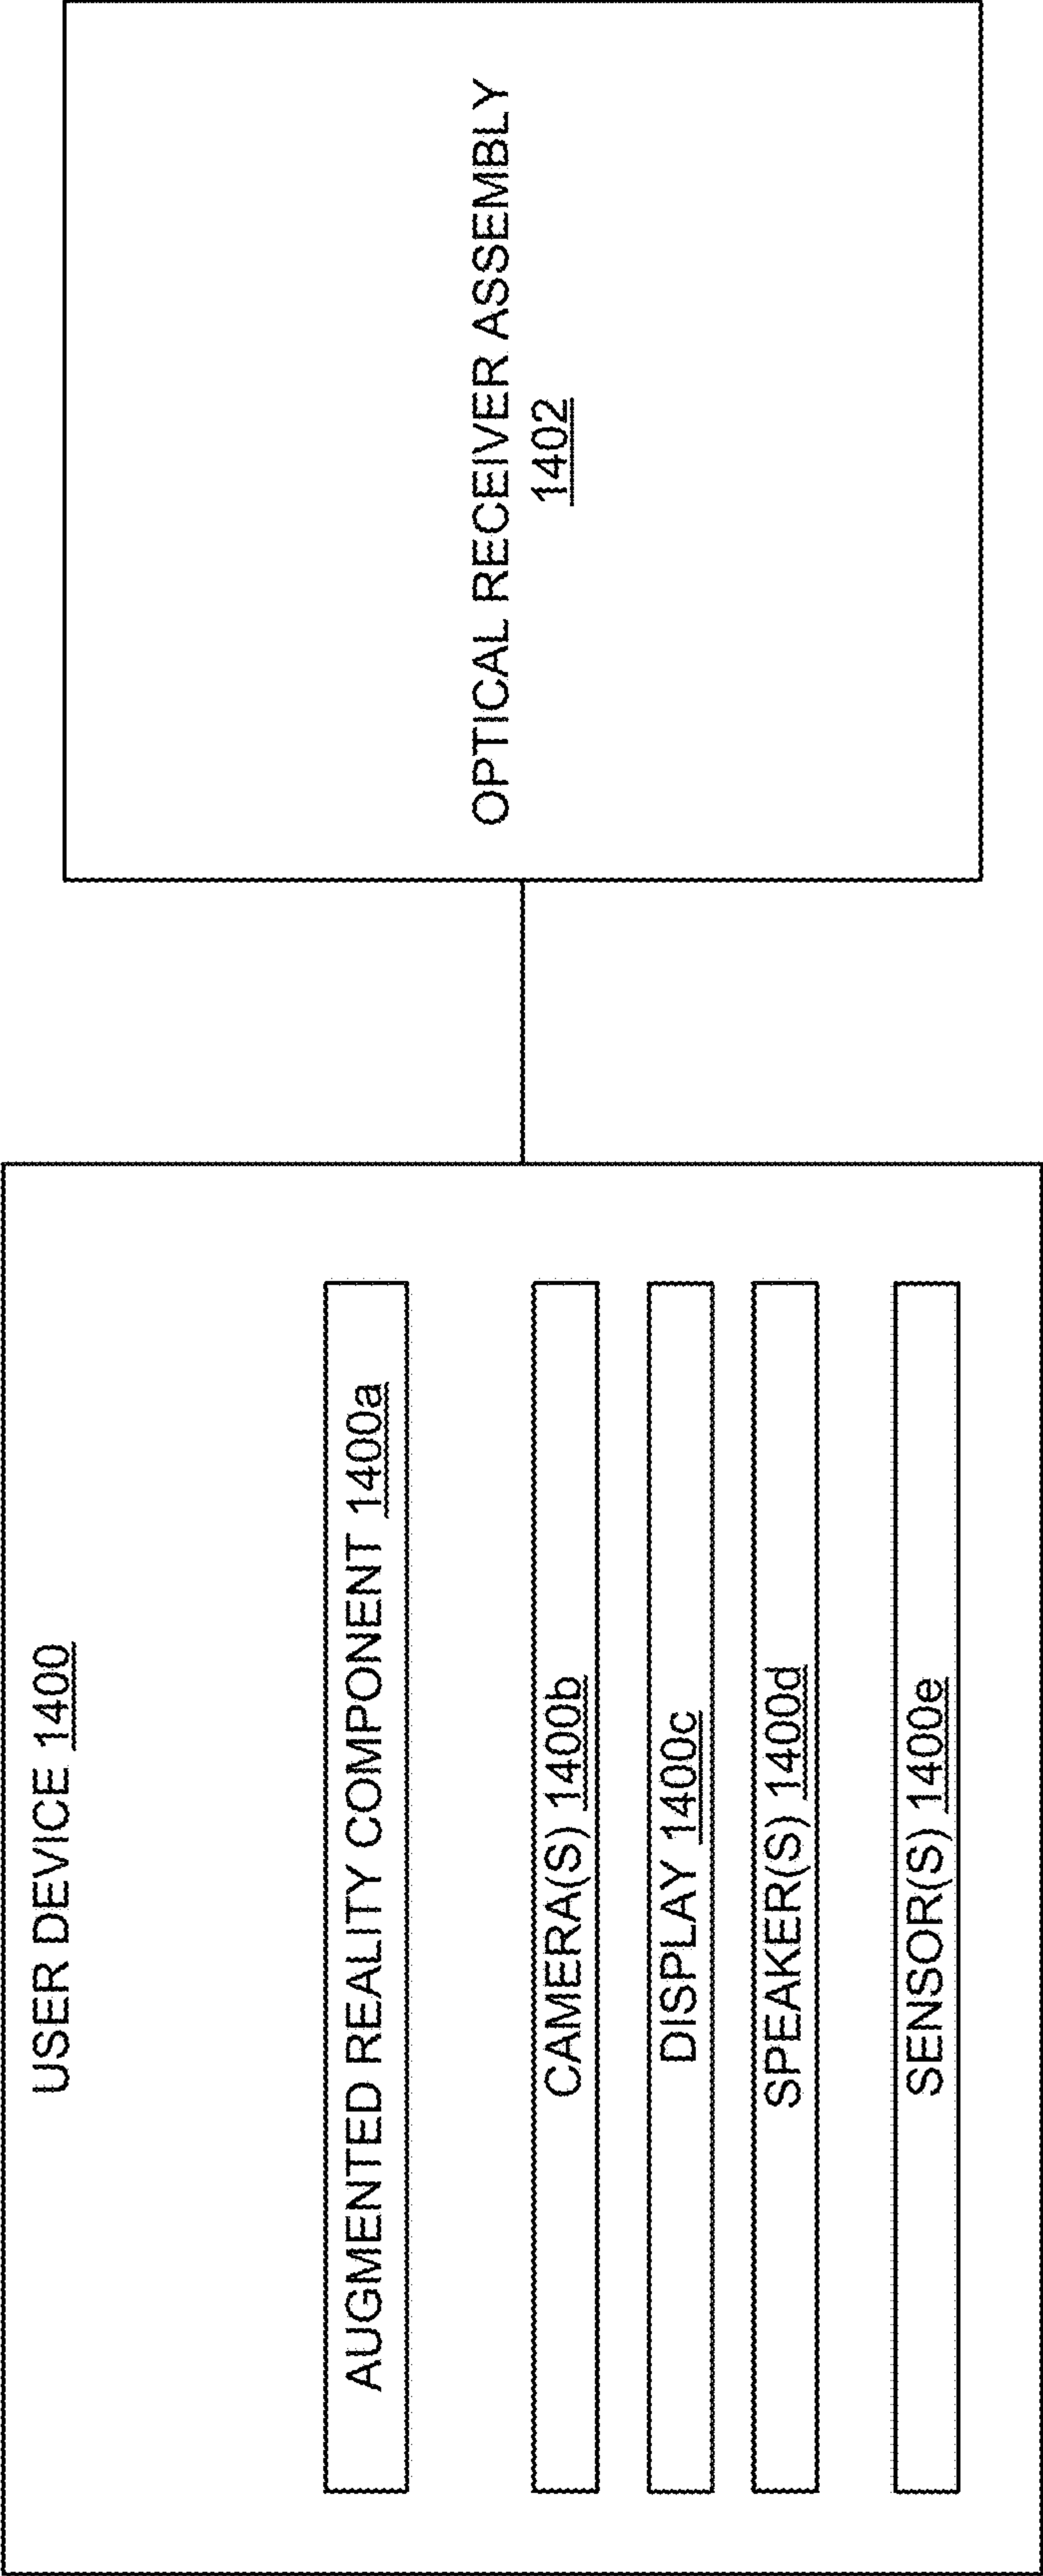 USER DEVICE 1400
AUGMENTED REALITY COMPONENT 1400a
CAMERA(S) 1400b
DISPLAY 1400c
SPEAKER(S) 1400d
SENSOR(S) 1400e
OPTICAL RECEIVER ASSEMBLY
1402